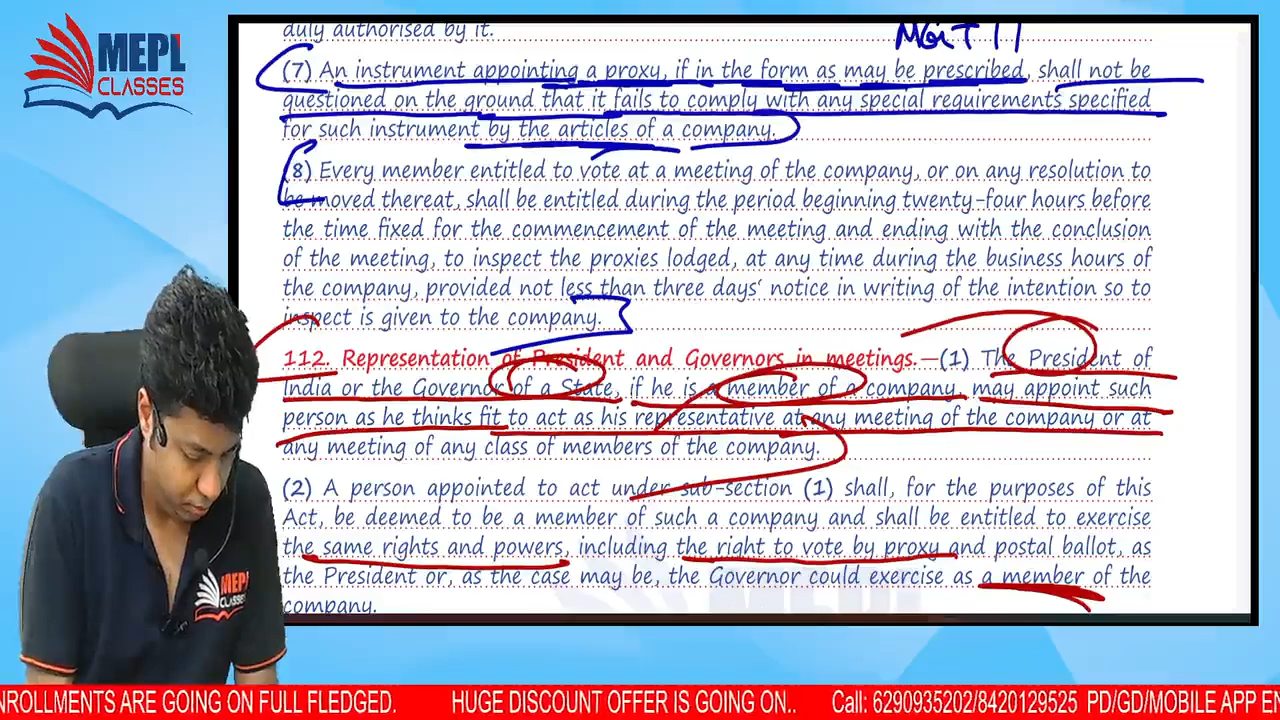 duly authorised by it.
MGT 11
(7) An instrument appointing a proxy, if in the form as may be prescribed, shall not be
questioned on the ground that it fails to comply with any special requirements specified
for such instrument by the articles of a company.
(8) Every member entitled to vote at a meeting of the company, or on any resolution to
be moved thereat, shall be entitled during the period beginning twenty-four hours before
the time fixed for the commencement of the meeting and ending with the conclusion
of the meeting, to inspect the proxies lodged, at any time during the business hours of
the company, provided not less than three days‘ notice in writing of the intention so to
inspect is given to the company.
112. Representation of President and Governors in meetings.—(1) The President of
India or the Governor of a State, if he is a member of a company, may appoint such
person as he thinks fit to act as his representative at any meeting of the company or at
any meeting of any class of members of the company.
(2) A person appointed to act under sub-section (1) shall, for the purposes of this
Act, be deemed to be a member of such a company and shall be entitled to exercise
the same rights and powers, including the right to vote by proxy and postal ballot, as
the President or, as the case may be, the Governor could exercise as a member of the
company.
MEPL
CLASSES
MEPL
CLASSES
NROLLMENTS ARE GOING ON FULL FLEDGED. HUGE DISCOUNT OFFER IS GOING ON.. Call: 6290935202/8420129525 PD/GD/MOBILE APP EN